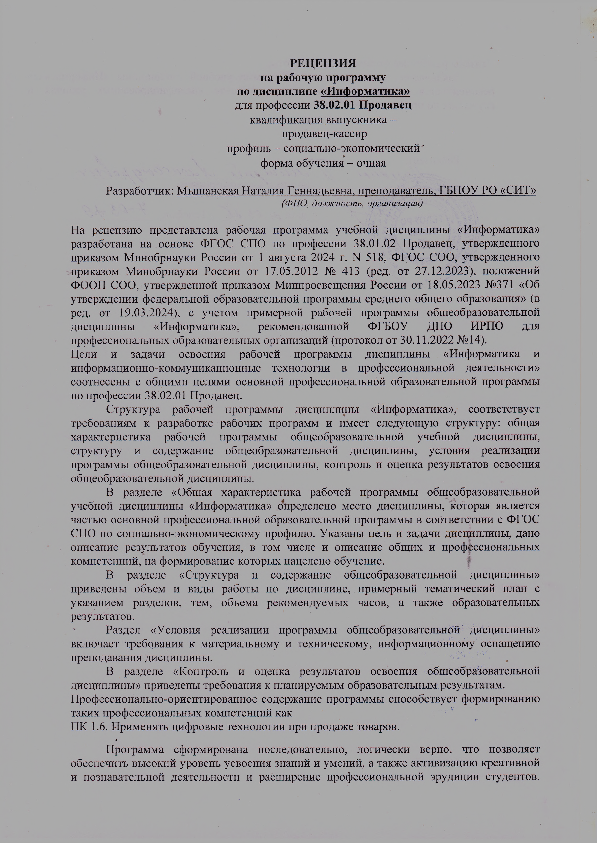 РЕЦЕНЗИЯ
на рабочую программу
по дисциплине «Информатика»
для профессии 38.02.01 Продавец
квалификация выпускника –
продавец-кассир
профиль – социально-экономический
форма обучения – очная
Разработчик: Мышанская Наталия Геннадьевна, преподаватель, ГБПОУ РО «СИТ»
(ФИО, должность, организация)
На рецензию представлена рабочая программа учебной дисциплины «Информатика»
разработана на основе ФГОС СПО по профессии 38.01.02 Продавец, утвержденного
приказом Минобрнауки России от 1 августа 2024 г. N 518, ФГОС СОО, утвержденного
приказом Минобрнауки России от 17.05.2012 № 413 (ред. от 27.12.2023), положений
ФООП СОО, утвержденной приказом Минпросвещения России от 18.05.2023 №371 «Об
утверждении федеральной образовательной программы среднего общего образования» (в
ред. от 19.03.2024), с учетом примерной рабочей программы общеобразовательной
дисциплины «Информатика», рекомендованной ФГБОУ ДПО ИРПО для
профессиональных образовательных организаций (протокол от 30.11.2022 №14).
Цели и задачи освоения рабочей программы дисциплины «Информатика и
информационно-коммуникационные технологии в профессиональной деятельности»
соотнесены с общими целями основной профессиональной образовательной программы
по профессии 38.02.01 Продавец.
Структура рабочей программы дисциплины «Информатика», соответствует
требованиям к разработке рабочих программ и имеет следующую структуру: общая
характеристика рабочей программы общеобразовательной учебной дисциплины,
структуру и содержание общеобразовательной дисциплины, условия реализации
программы общеобразовательной дисциплины, контроль и оценка результатов освоения
общеобразовательной дисциплины.
В разделе «Общая характеристика рабочей программы общеобразовательной
учебной дисциплины «Информатика» определено место дисциплины, которая является
частью основной профессиональной образовательной программы в соответствии с ФГОС
СПО по социально-экономическому профилю. Указаны цель и задачи дисциплины, дано
описание результатов обучения, в том числе и описание общих и профессиональных
компетенций, на формирование которых нацелено обучение.
В разделе «Структура и содержание общеобразовательной дисциплины»
приведены объем и виды работы по дисциплине, примерный тематический план с
указанием разделов, тем, объема рекомендуемых часов, а также образовательных
результатов.
Раздел «Условия реализации программы общеобразовательной дисциплины»
включает требования к материальному и техническому, информационному оснащению
преподавания дисциплины.
В разделе «Контроль и оценка результатов освоения общеобразовательной
дисциплины» приведены требования к планируемым образовательным результатам.
Профессионально-ориентированное содержание программы способствует формированию
таких профессиональных компетенций как
ПК 1.6. Применять цифровые технологии при продаже товаров.
Программа сформирована последовательно, логически верно, что позволяет
обеспечить высокий уровень усвоения знаний и умений, а также активизацию креативной
и познавательной деятельности и расширение профессиональной эрудиции студентов.